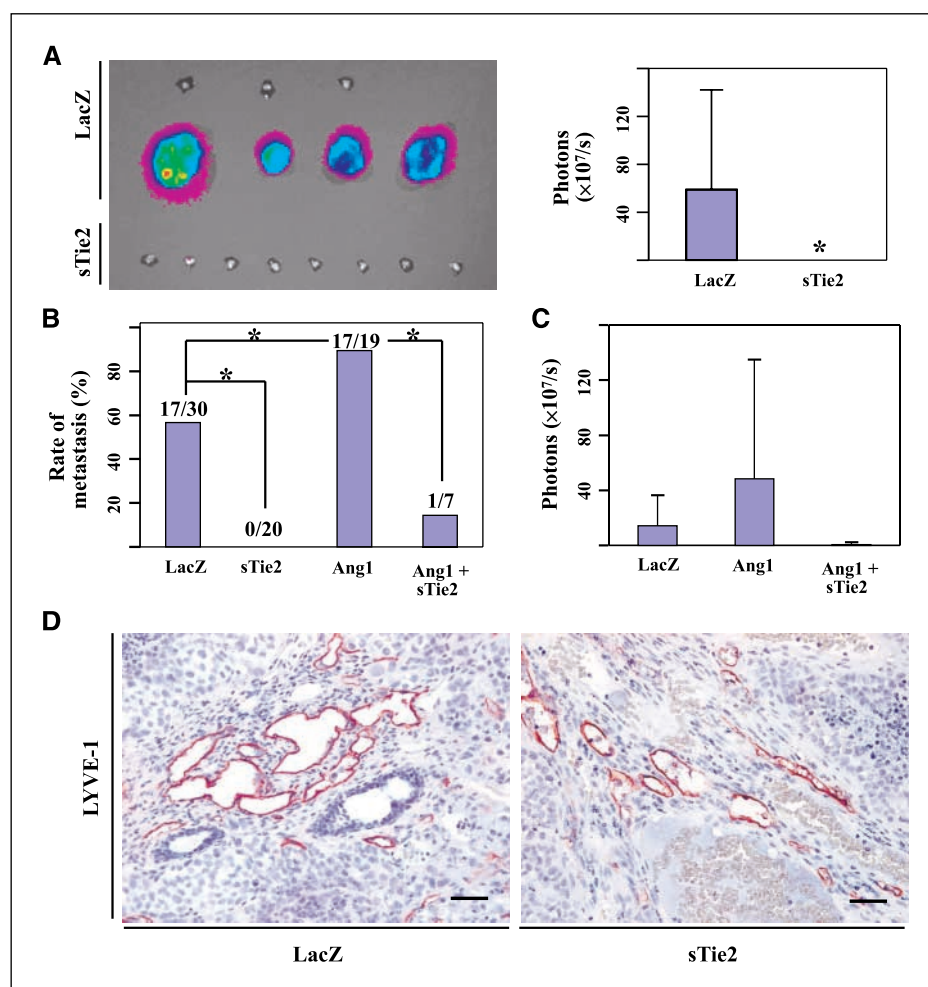 A
LacZ
sTie2
Photons
(×10⁷/s)
120
80
40
*
LacZ
sTie2
B
Rate of
metastasis (%)
80
60
40
20
*
17/19
*
*
17/30
0/20
1/7
LacZ
sTie2
Ang1
Ang1 +
sTie2
C
Photons (×10⁷/s)
120
80
40
LacZ
Ang1
Ang1 +
sTie2
D
LYVE-1
LacZ
sTie2